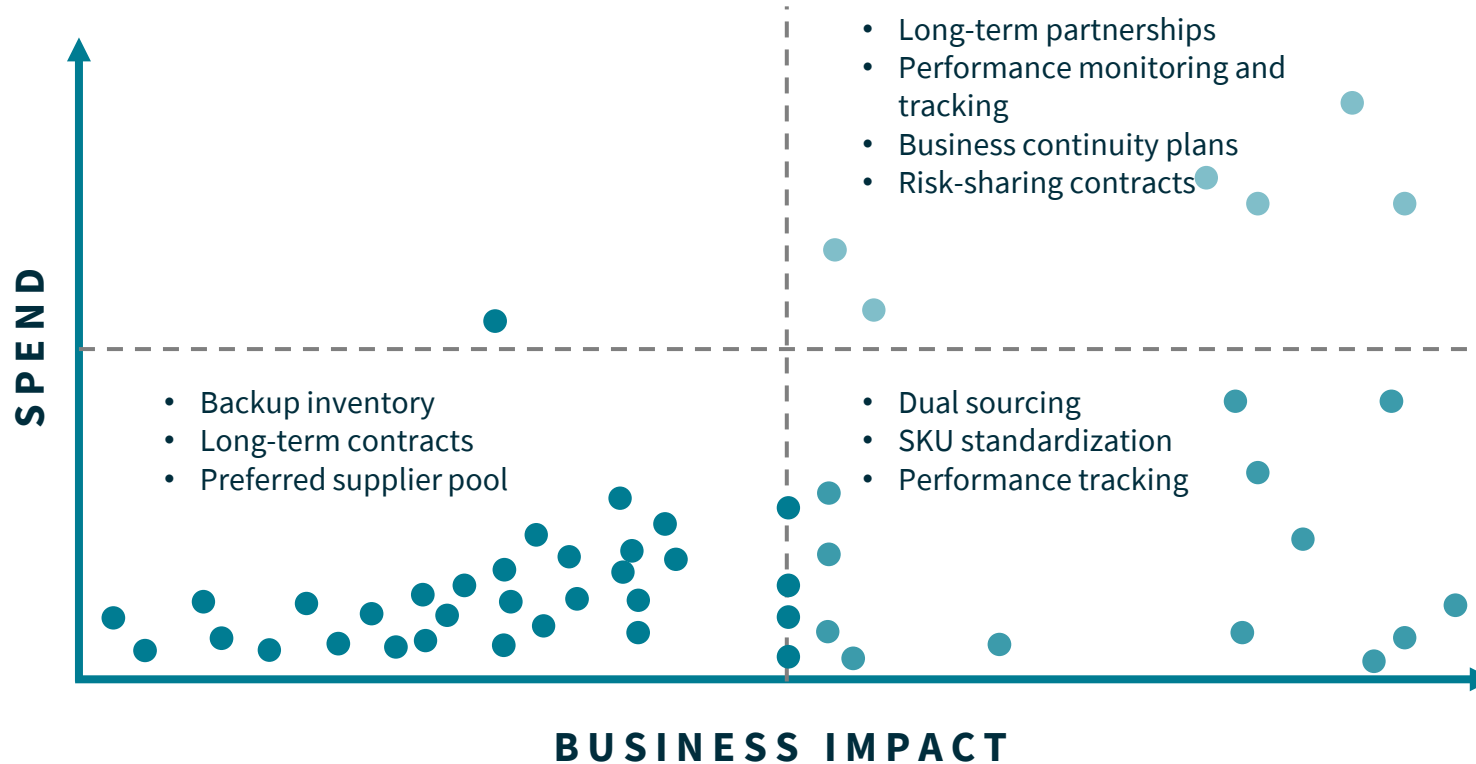 • Long-term partnerships
• Performance monitoring and
tracking
• Business continuity plans
• Risk-sharing contracts
SPEND
• Backup inventory
• Long-term contracts
• Preferred supplier pool
• Dual sourcing
• SKU standardization
• Performance tracking
BUSINESS IMPACT